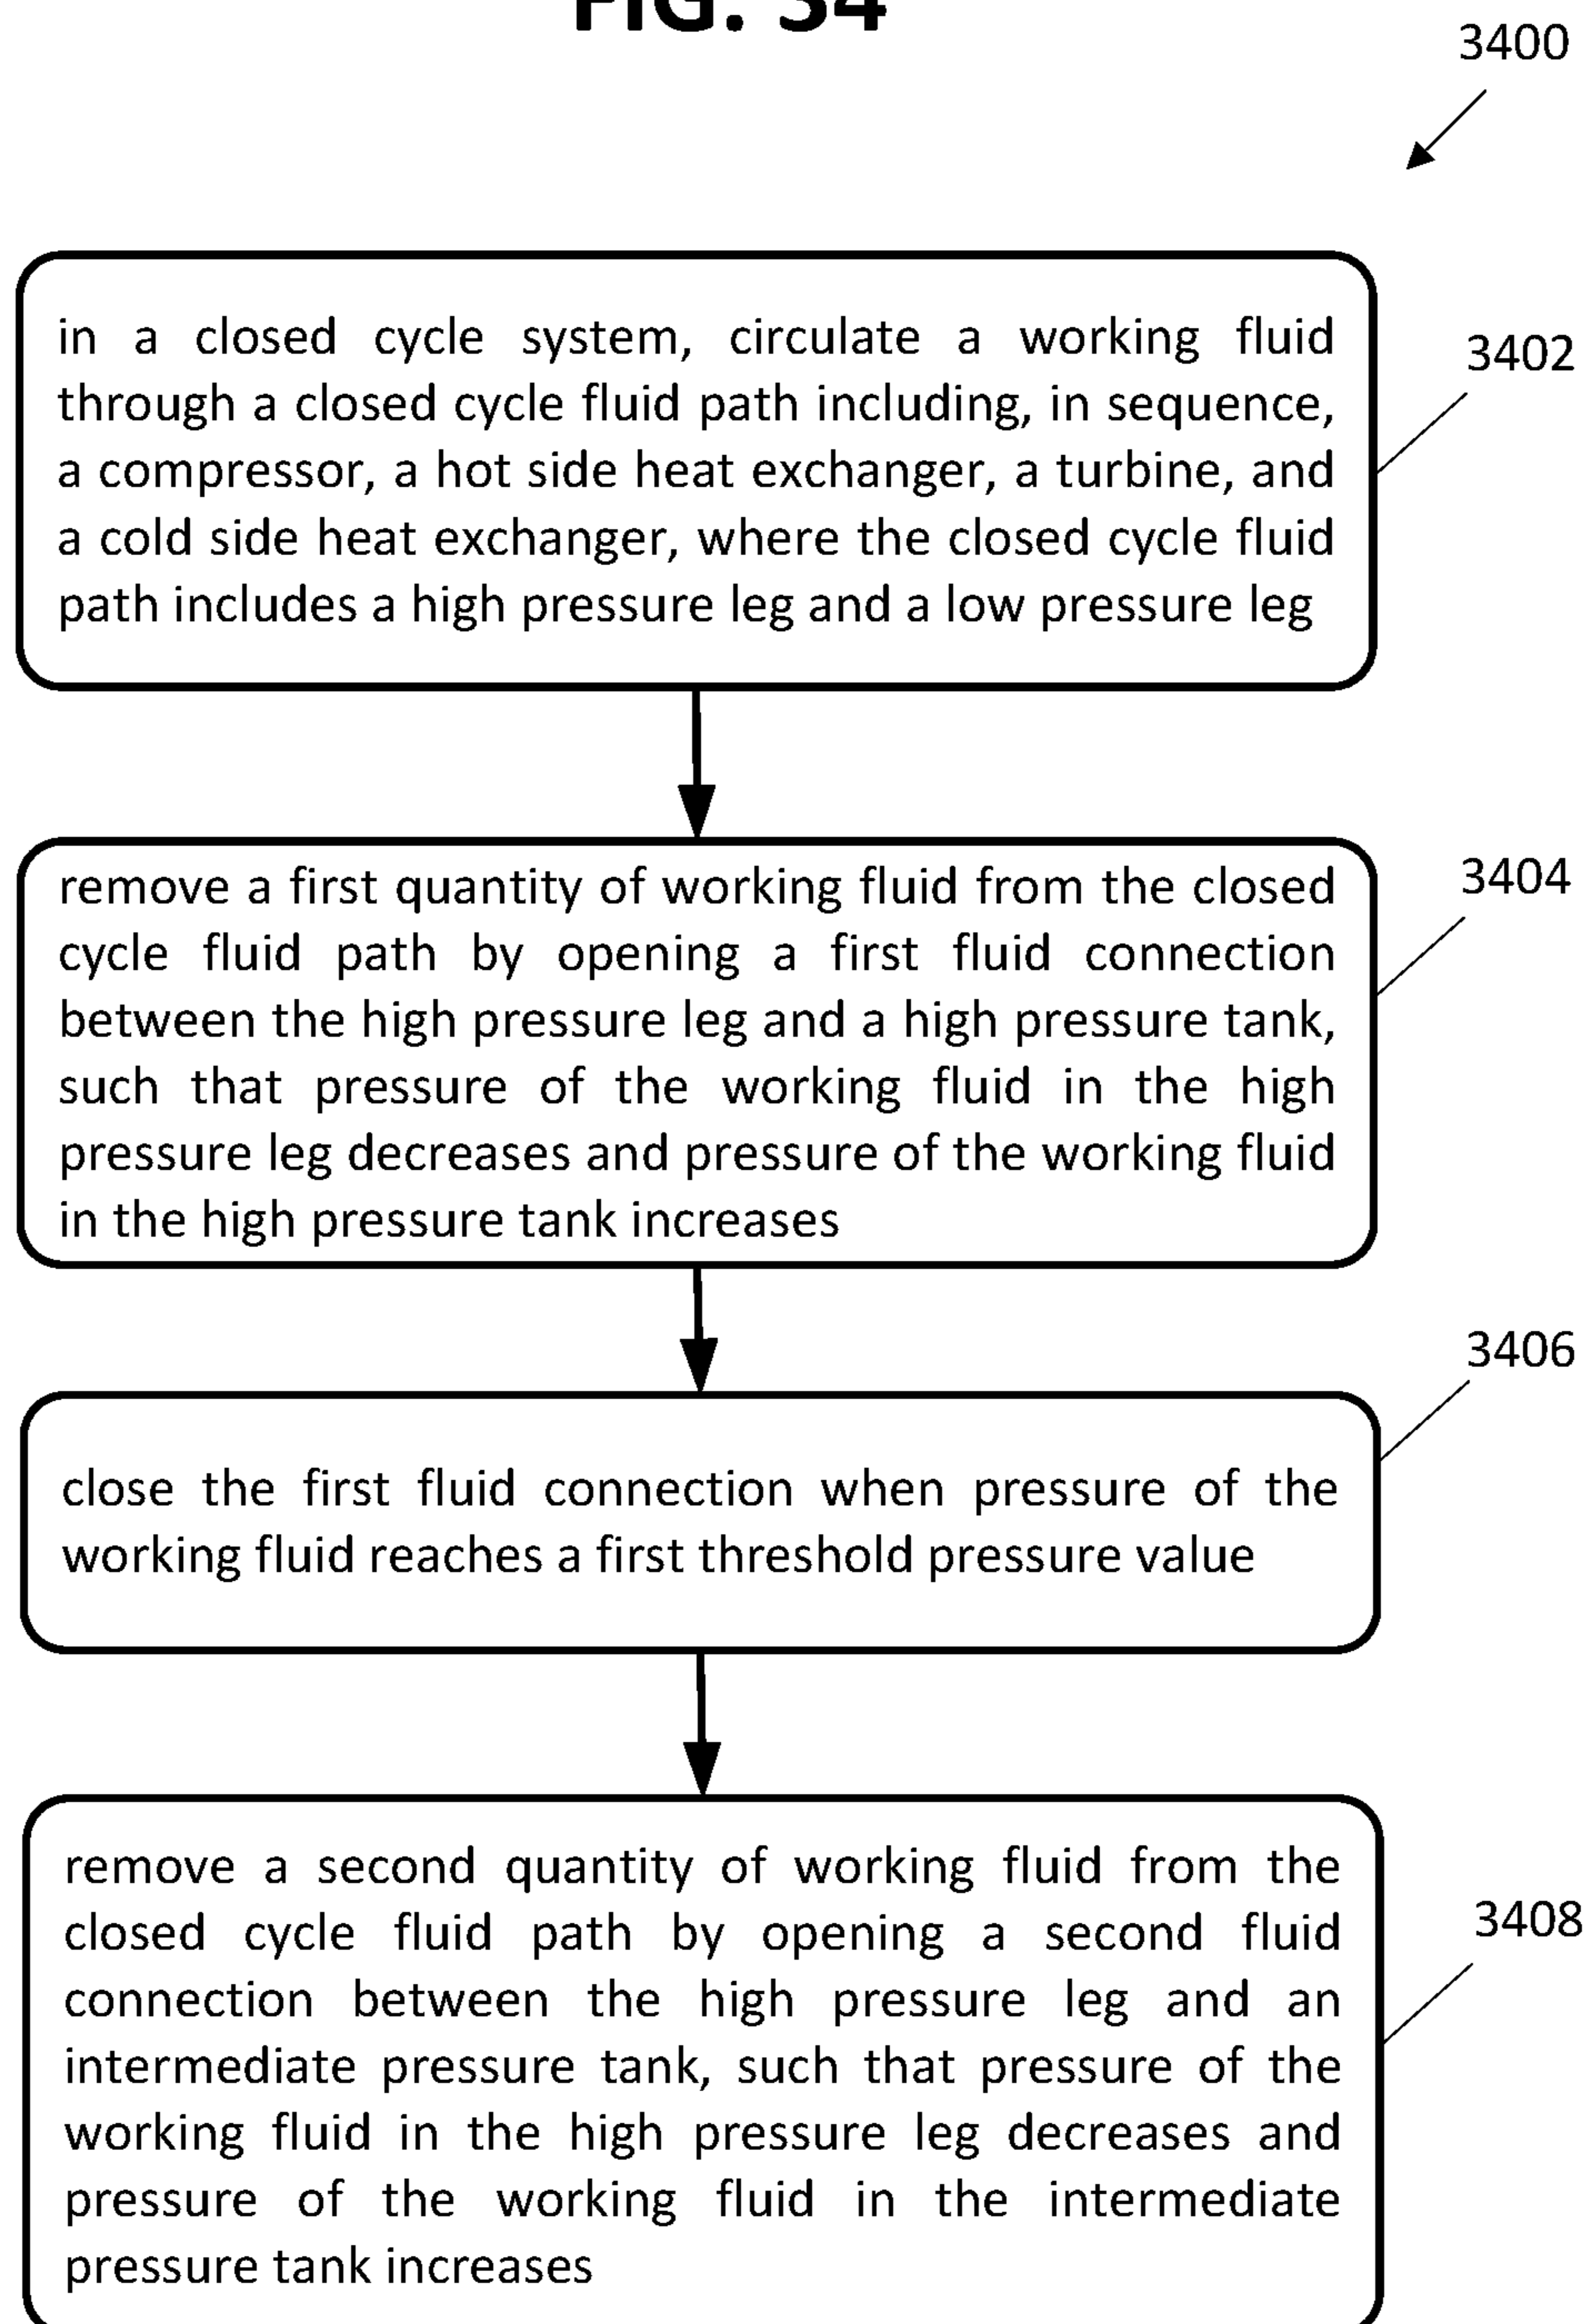 FIG. 34
3400
in a closed cycle system, circulate a working fluid
through a closed cycle fluid path including, in sequence,
a compressor, a hot side heat exchanger, a turbine, and
a cold side heat exchanger, where the closed cycle fluid
path includes a high pressure leg and a low pressure leg
3402
remove a first quantity of working fluid from the closed
cycle fluid path by opening a first fluid connection
between the high pressure leg and a high pressure tank,
such that pressure of the working fluid in the high
pressure leg decreases and pressure of the working fluid
in the high pressure tank increases
3404
close the first fluid connection when pressure of the
working fluid reaches a first threshold pressure value
3406
remove a second quantity of working fluid from the
closed cycle fluid path by opening a second fluid
connection between the high pressure leg and an
intermediate pressure tank, such that pressure of the
working fluid in the high pressure leg decreases and
pressure of the working fluid in the intermediate
pressure tank increases
3408